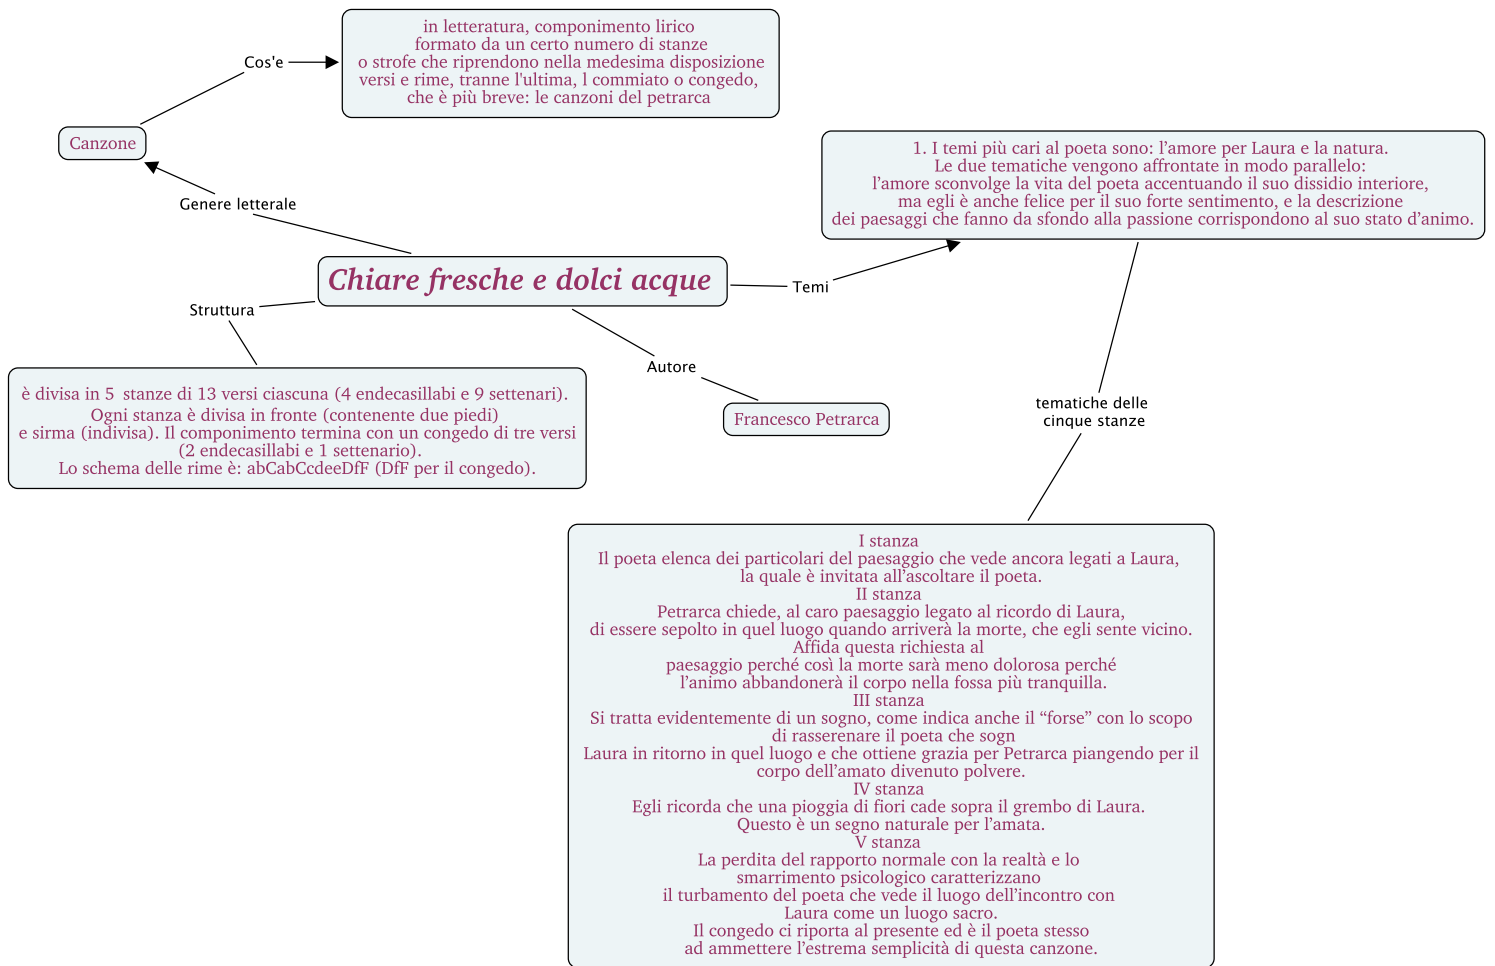 in letteratura, componimento lirico
formato da un certo numero di stanze
o strofe che riprendono nella medesima disposizione
versi e rime, tranne l'ultima, l commiato o congedo,
che è più breve: le canzoni del petrarca
Cos'e
Canzone
Genere letterale
1. I temi più cari al poeta sono: l’amore per Laura e la natura.
Le due tematiche vengono affrontate in modo parallelo:
l’amore sconvolge la vita del poeta accentuando il suo dissidio interiore,
ma egli è anche felice per il suo forte sentimento, e la descrizione
dei paesaggi che fanno da sfondo alla passione corrispondono al suo stato d’animo.
Chiare fresche e dolci acque
Temi
Struttura
Autore
è divisa in 5 stanze di 13 versi ciascuna (4 endecasillabi e 9 settenari).
Ogni stanza è divisa in fronte (contenente due piedi)
e sirma (indivisa). Il componimento termina con un congedo di tre versi
(2 endecasillabi e 1 settenario).
Lo schema delle rime è: abCabCcdeeDfF (DfF per il congedo).
Francesco Petrarca
tematiche delle
cinque stanze
I stanza
Il poeta elenca dei particolari del paesaggio che vede ancora legati a Laura,
la quale è invitata all’ascoltare il poeta.
II stanza
Petrarca chiede, al caro paesaggio legato al ricordo di Laura,
di essere sepolto in quel luogo quando arriverà la morte, che egli sente vicino.
Affida questa richiesta al
paesaggio perché così la morte sarà meno dolorosa perché
l’animo abbandonerà il corpo nella fossa più tranquilla.
III stanza
Si tratta evidentemente di un sogno, come indica anche il “forse” con lo scopo
di rasserenare il poeta che sogn
Laura in ritorno in quel luogo e che ottiene grazia per Petrarca piangendo per il
corpo dell’amato divenuto polvere.
IV stanza
Egli ricorda che una pioggia di fiori cade sopra il grembo di Laura.
Questo è un segno naturale per l’amata.
V stanza
La perdita del rapporto normale con la realtà e lo
smarrimento psicologico caratterizzano
il turbamento del poeta che vede il luogo dell’incontro con
Laura come un luogo sacro.
Il congedo ci riporta al presente ed è il poeta stesso
ad ammettere l’estrema semplicità di questa canzone.